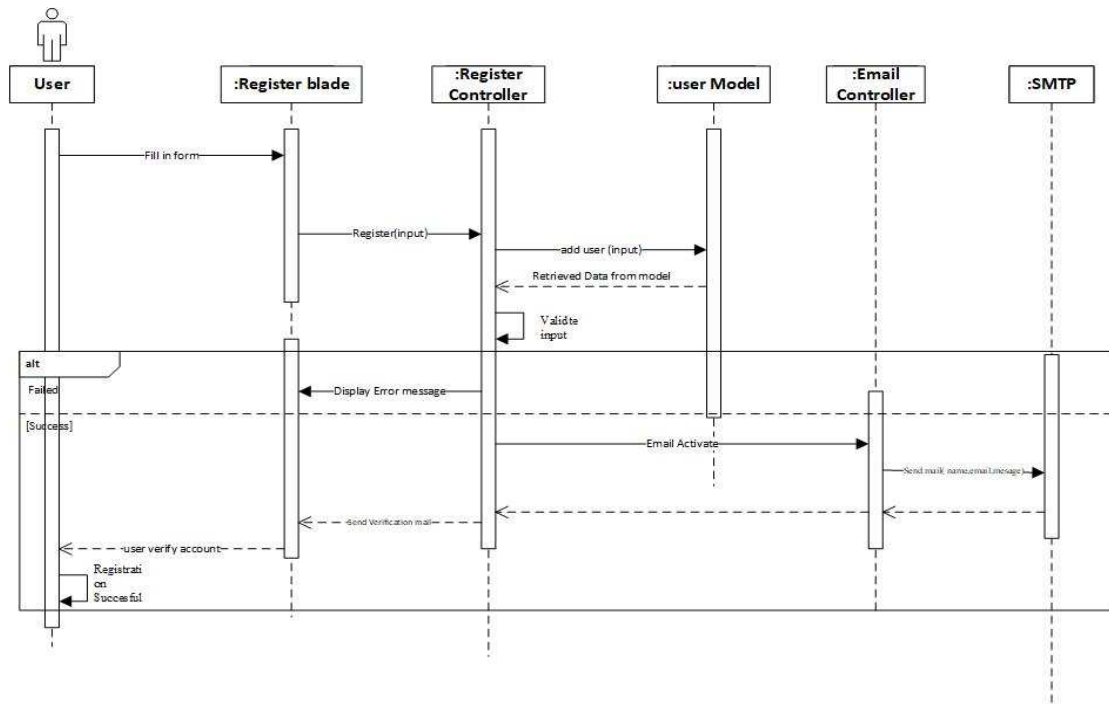 User
:Register blade
:Register
Controller
:user Model
:Email
Controller
:SMTP
Fill in form
Register(input)
add user (input)
Retrieved Data from model
Validte
input
alt
Failed
Display Error message
[Success]
Email Activate
Send mail( name,email,mesage)
Send Verification mail
user verify account
Registrati
on
Succesful